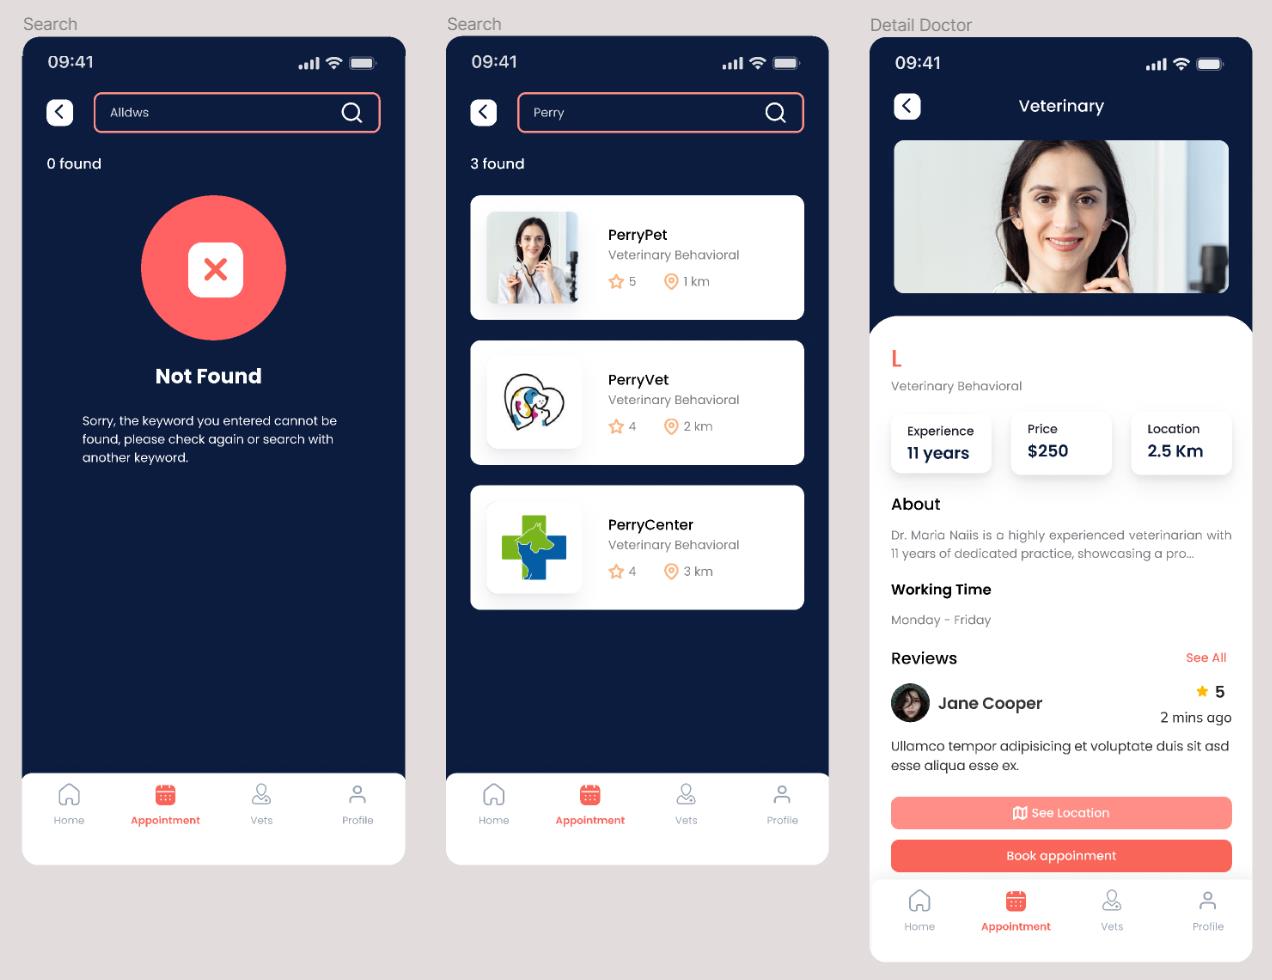 Search
09:41
Alldws
0 found
Not Found
Sorry, the keyword you entered cannot be
found, please check again or search with
another keyword.
Home
Appointment
Vets
Profile
Search
09:41
Perry
3 found
PerryPet
Veterinary Behavioral
5
1 km
PerryVet
Veterinary Behavioral
4
2 km
PerryCenter
Veterinary Behavioral
4
3 km
Home
Appointment
Vets
Profile
Detail Doctor
09:41
Veterinary
L
Veterinary Behavioral
Experience
11 years
Price
$250
Location
2.5 Km
About
Dr. Maria Naiis is a highly experienced veterinarian with
11 years of dedicated practice, showcasing a pro...
Working Time
Monday - Friday
Reviews
See All
Jane Cooper
5
2 mins ago
Ullamco tempor adipisicing et voluptate duis sit asd
esse aliqua esse ex.
See Location
Book appoinment
Home
Appointment
Vets
Profile